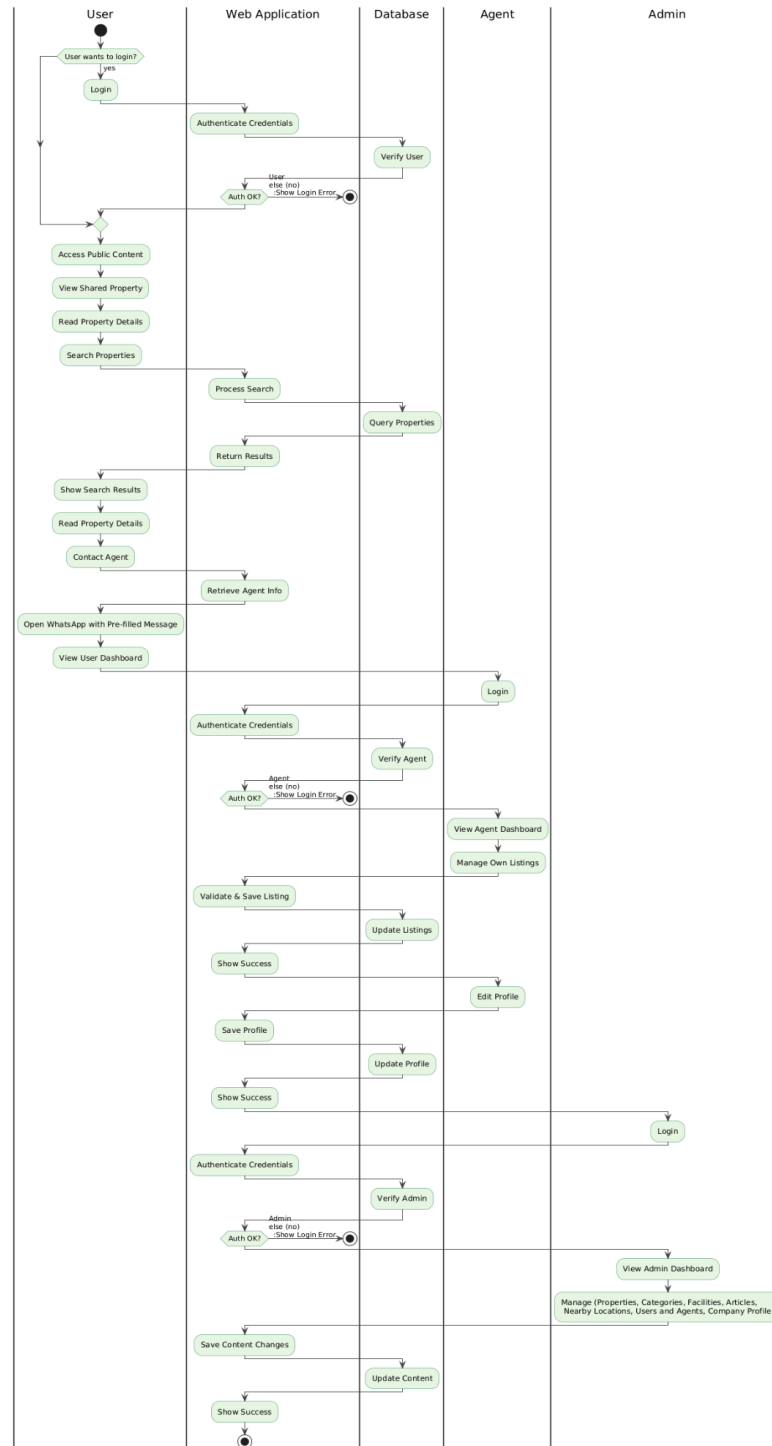 User
Web Application
Database
Agent
Admin
User wants to login?
yes
Login
Authenticate Credentials
Verify User
User
else (no)
:Show Login Error
Auth OK?
Access Public Content
View Shared Property
Read Property Details
Search Properties
Process Search
Query Properties
Return Results
Show Search Results
Read Property Details
Contact Agent
Retrieve Agent Info
Open WhatsApp with Pre-filled Message
View User Dashboard
Login
Authenticate Credentials
Verify Agent
Agent
else (no)
:Show Login Error
Auth OK?
View Agent Dashboard
Manage Own Listings
Validate & Save Listing
Update Listings
Show Success
Edit Profile
Save Profile
Update Profile
Show Success
Login
Authenticate Credentials
Verify Admin
Admin
else (no)
:Show Login Error
Auth OK?
View Admin Dashboard
Manage (Properties, Categories, Facilities, Articles,
Nearby Locations, Users and Agents, Company Profile
Save Content Changes
Update Content
Show Success